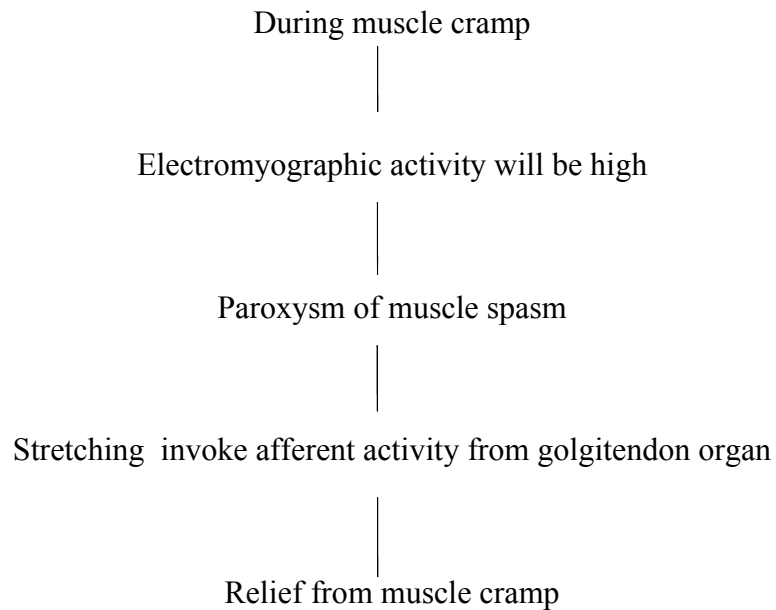 During muscle cramp
Electromyographic activity will be high
Paroxysm of muscle spasm
Stretching  invoke afferent activity from golgitendon organ
Relief from muscle cramp